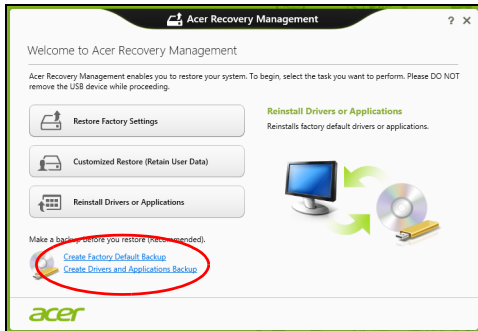 Acer Recovery Management
? ×
Welcome to Acer Recovery Management
Acer Recovery Management enables you to restore your system. To begin, select the task you want to perform. Please DO NOT
remove the USB device while proceeding.
Restore Factory Settings
Customized Restore (Retain User Data)
Reinstall Drivers or Applications
Reinstall Drivers or Applications
Reinstalls factory default drivers or applications.
Make a backup before you restore (Recommended).
Create Factory Default Backup
Create Drivers and Applications Backup
acer